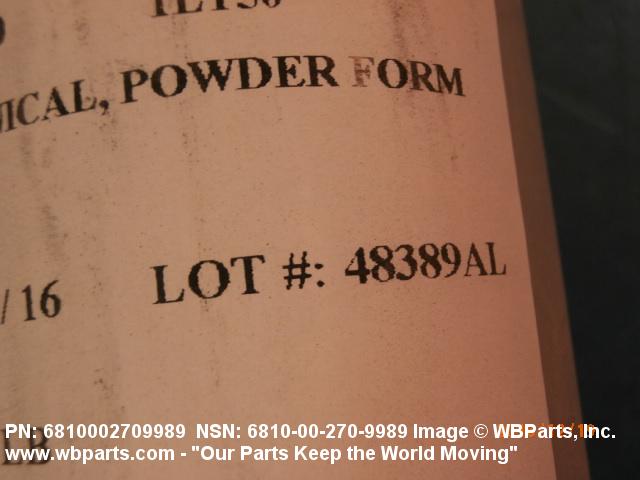 ICAL, POWDER FORM
/ 16 LOT #: 48389AL
LB
PN: 6810002709989 NSN: 6810-00-270-9989 Image © WBParts, Inc.
www.wbparts.com - "Our Parts Keep the World Moving"